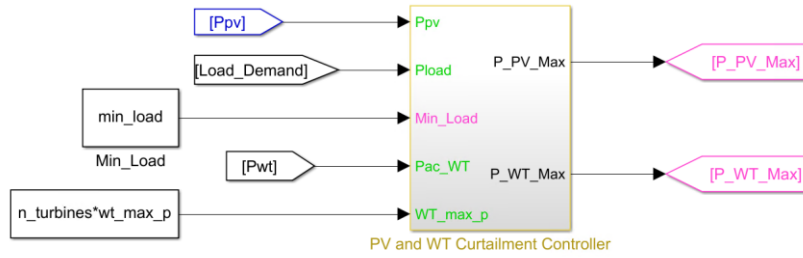 [Ppv]
Ppv
[Load_Demand]
Pload
P_PV_Max
[P_PV_Max]
min_load
Min_Load
Min_Load
[Pwt]
Pac_WT
P_WT_Max
[P_WT_Max]
n_turbines*wt_max_p
WT_max_p
PV and WT Curtailment Controller